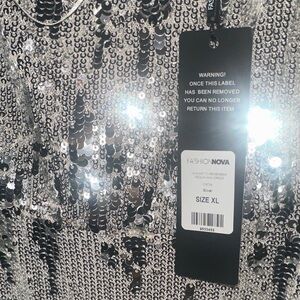 WARNING!
ONCE THIS LABEL
HAS BEEN REMOVED
YOU CAN NO LONGER
RETURN THIS ITEM
FASHIONNOVA
SIZE XL